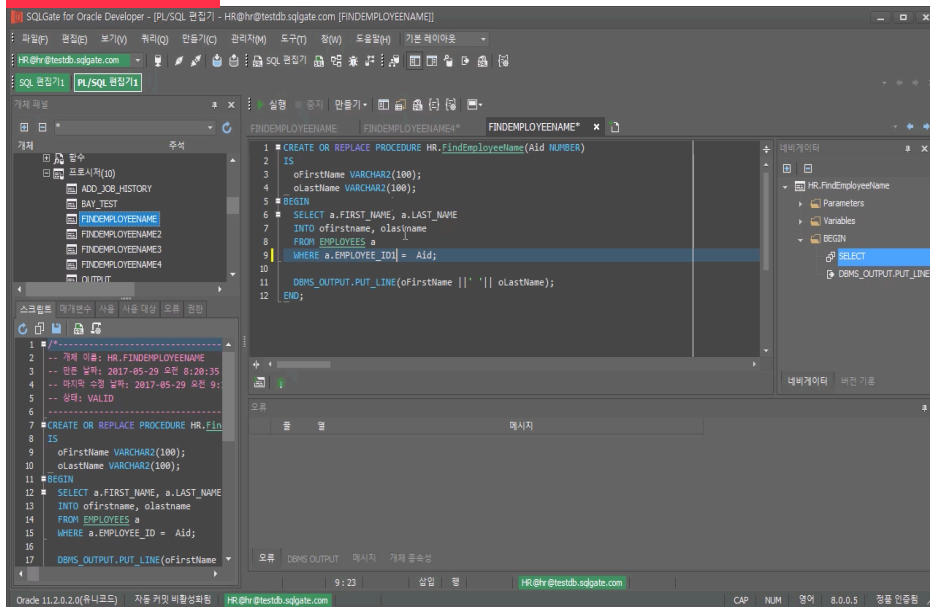 SQLGate for Oracle Developer - [PL/SQL 편집기 - HR@hr@testdb.sqlgate.com [FINDEMPLOYEENAME]]
파일(F) 편집(E) 보기(V) 쿼리(Q) 만들기(C) 관리자(M) 도구(T) 창(W) 도움말(H) 기본 레이아웃
HR@hr@testdb.sqlgate.com SQL 편집기
SQL 편집기1 PL/SQL 편집기1
개체 패널
실행 중지 만들기
*
FINDEMPLOYEENAME FINDEMPLOYEENAME4* FINDEMPLOYEENAME*
개체 주석
함수
프로시저(10)
ADD_JOB_HISTORY
BAY_TEST
FINDEMPLOYEENAME
FINDEMPLOYEENAME2
FINDEMPLOYEENAME3
FINDEMPLOYEENAME4
OUTPUT
1 CREATE OR REPLACE PROCEDURE HR.FindEmployeeName(Aid NUMBER)
2 IS
3 oFirstName VARCHAR2(100);
4 oLastName VARCHAR2(100);
5 BEGIN
6 SELECT a.FIRST_NAME, a.LAST_NAME
7 INTO ofirstname, olastname
8 FROM EMPLOYEES a
9 WHERE a.EMPLOYEE_ID1 = Aid;
10
11 DBMS_OUTPUT.PUT_LINE(oFirstName ||' '|| oLastName);
12 END;
네비게이터
HR.FindEmployeeName
Parameters
Variables
BEGIN
SELECT
DBMS_OUTPUT.PUT_LINE
네비게이터 버전 기록
스크립트 매개변수 사용 사용 대상 오류 권한
1 /*--------------------------------
2 -- 개체 이름: HR.FINDEMPLOYEENAME
3 -- 만든 날짜: 2017-05-29 오전 8:20:35
4 -- 마지막 수정 날짜: 2017-05-29 오전 9:
5 -- 상태: VALID
6 ----------------------------------
7 CREATE OR REPLACE PROCEDURE HR.Fin
8 IS
9 oFirstName VARCHAR2(100);
10 oLastName VARCHAR2(100);
11 BEGIN
12 SELECT a.FIRST_NAME, a.LAST_NAME
13 INTO ofirstname, olastname
14 FROM EMPLOYEES a
15 WHERE a.EMPLOYEE_ID = Aid;
16
17 DBMS_OUTPUT.PUT_LINE(oFirstName
오류
줄 열 메시지
오류 DBMS OUTPUT 메시지 개체 종속성
9:23 삽입 행 HR@hr@testdb.sqlgate.com
Oracle 11.2.0.2.0(유니코드) 자동 커밋 비활성화됨 HR@hr@testdb.sqlgate.com CAP NUM 영어 8.0.0.5 정품 인증됨